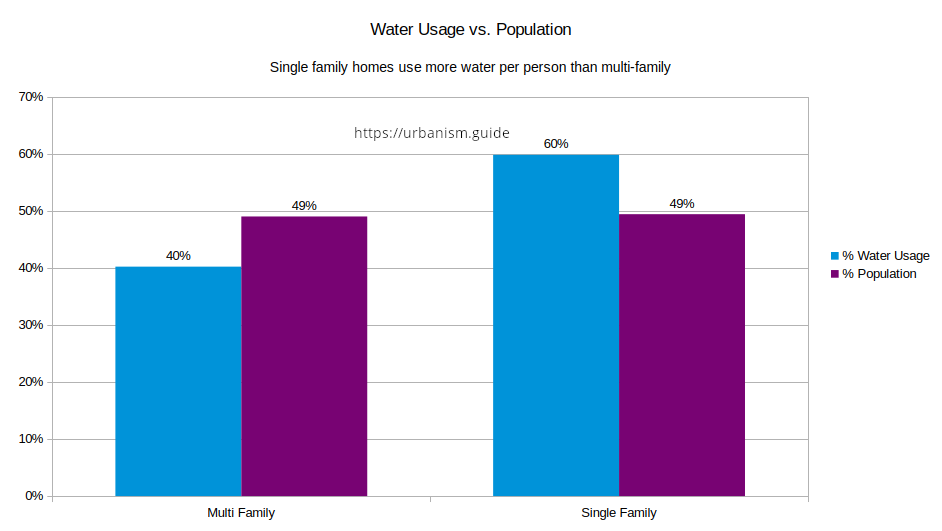 Water Usage vs. Population
Single family homes use more water per person than multi-family
70%
https://urbanism.guide
60%
60%
50%
49%
49%
40%
40%
30%
20%
10%
0%
Multi Family
Single Family
% Water Usage
% Population